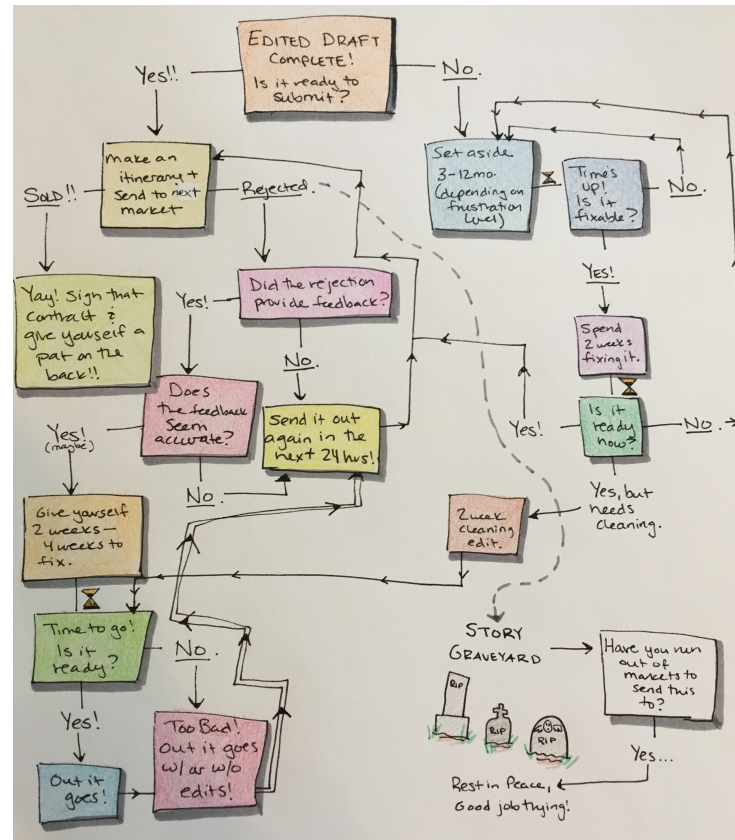 EDITED DRAFT
COMPLETE!
Is it ready to
submit?
Yes!!
No.
Make an
itinerary +
Send to next
market
SOLD!!
Rejected.
Set aside
3-12mo.
(depending on
frustration
level)
Time's
up!
Is it
fixable?
No.
Yay! Sign that
contract &
give yourself a
pat on the
back!!
Did the rejection
provide feedback?
Yes!
No.
YES!
Spend
2 weeks
fixing it.
Does
the feedback
seem
accurate?
Yes!
(maybe)
No.
Send it out
again in the
next 24 hrs!
Is it
ready
now?
Yes!
No.
Yes, but
needs
cleaning.
2 week
cleaning
edit.
Give yourself
2 weeks –
4 weeks to
fix.
Time to go!
Is it
ready?
No.
Yes!
Out it
goes!
Too Bad!
Out it goes
w/ or w/o
edits!
STORY
GRAVEYARD
Have you run
out of
markets to
send this
to?
RIP
RIP
RIP
Yes...
Rest in Peace,
Good job trying!